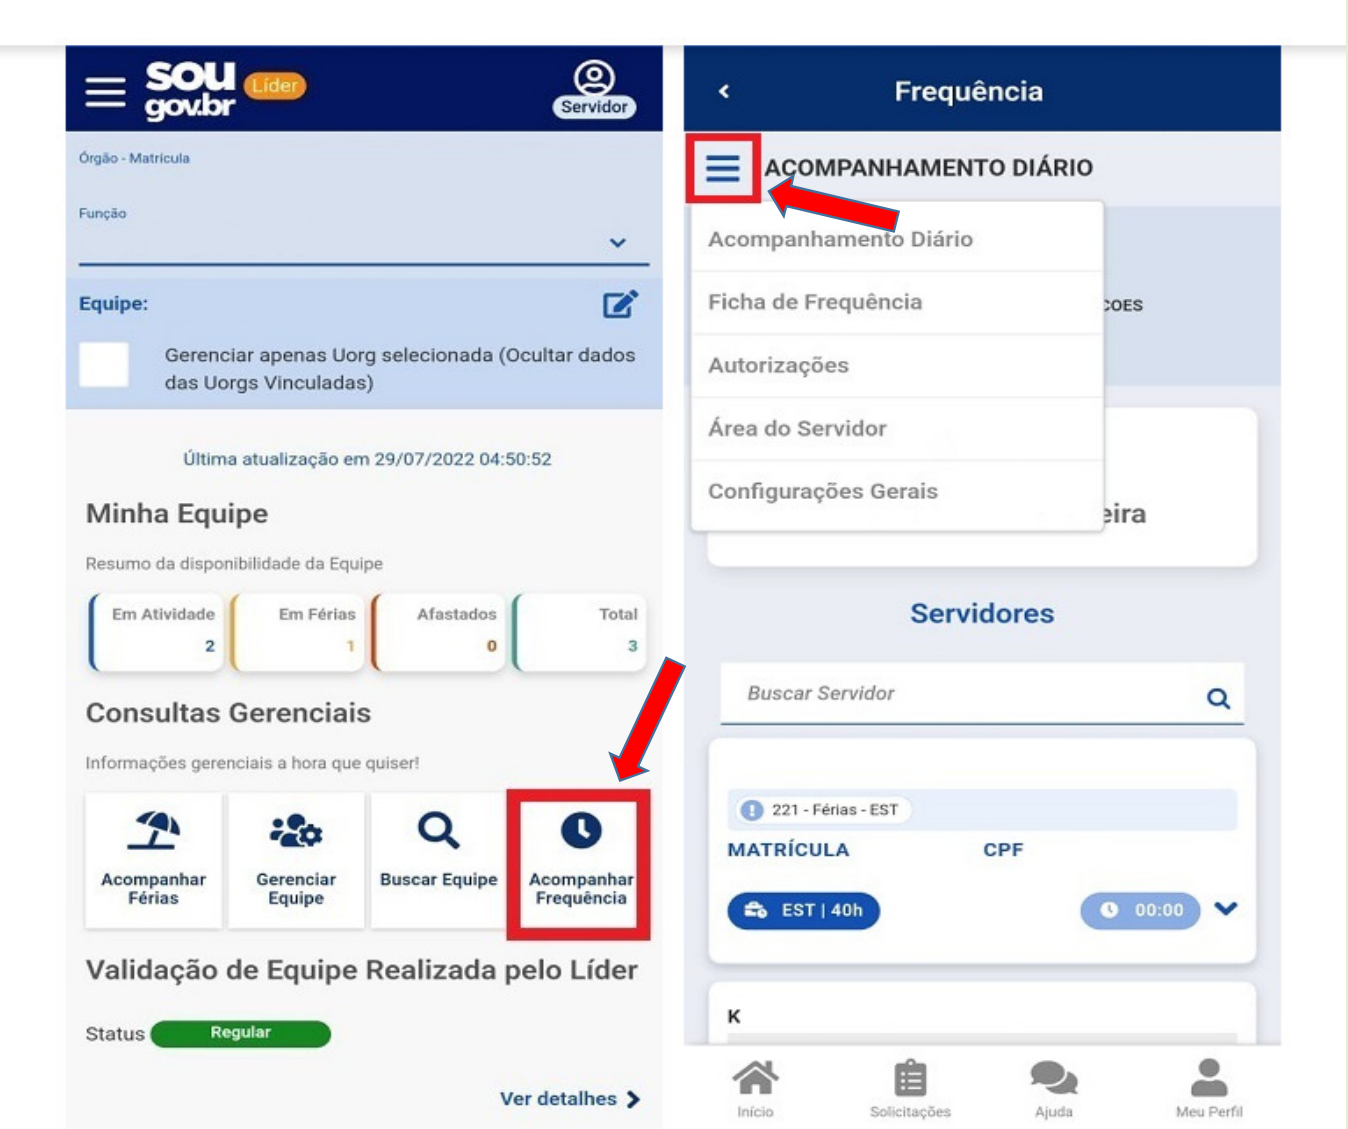 sou
gov.br
Líder
Servidor
Órgão - Matrícula
Função
Equipe:
Gerenciar apenas Uorg selecionada (Ocultar dados
das Uorgs Vinculadas)
Última atualização em 29/07/2022 04:50:52
Minha Equipe
Resumo da disponibilidade da Equipe
Em Atividade
2
Em Férias
1
Afastados
0
Total
3
Consultas Gerenciais
Informações gerenciais a hora que quiser!
Acompanhar
Férias
Gerenciar
Equipe
Buscar Equipe
Acompanhar
Frequência
Validação de Equipe Realizada pelo Líder
Status Regular
Ver detalhes
Frequência
ACOMPANHAMENTO DIÁRIO
Acompanhamento Diário
Ficha de Frequência
COES
Autorizações
Área do Servidor
Configurações Gerais
eira
Servidores
Buscar Servidor
221 - Férias - EST
MATRÍCULA CPF
EST | 40h 00:00
K
Início
Solicitações
Ajuda
Meu Perfil